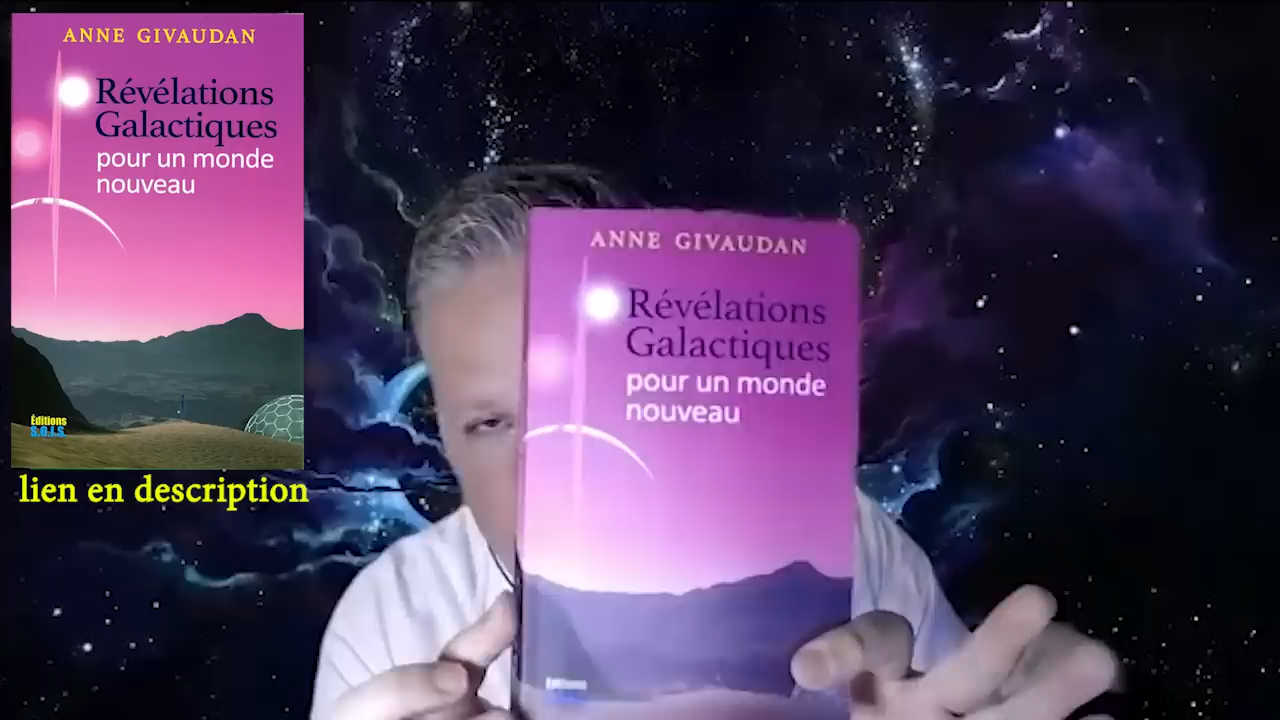 ANNE GIVAUDAN
Révélations
Galactiques
pour un monde
nouveau
Éditions
S.O.I.S.
lien en description
ANNE GIVAUDAN
Révélations
Galactiques
pour un monde
nouveau
Éditions